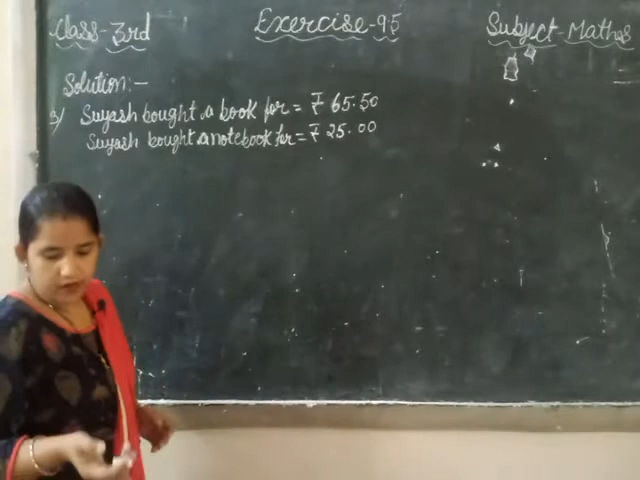 Class-3rd Exercise-95 Subject-Maths
Solution:-
Suyash bought a book for = ₹ 65.50
Suyash bought a notebook for = ₹ 25.00